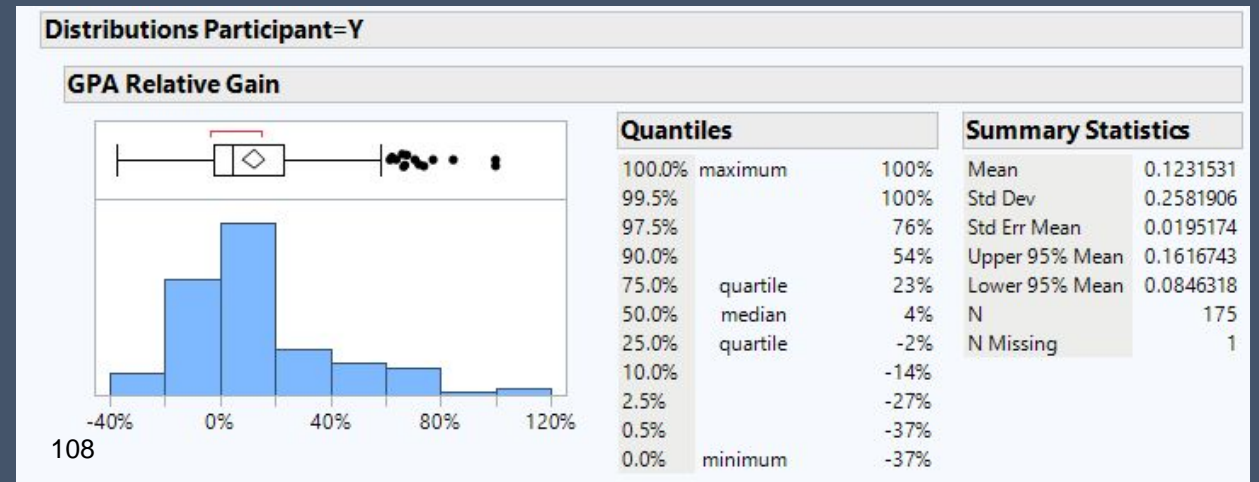 Distributions Participant=Y
GPA Relative Gain
-40% 0% 40% 80% 120%
108
Quantiles
100.0% maximum 100%
99.5% 100%
97.5% 76%
90.0% 54%
75.0% quartile 23%
50.0% median 4%
25.0% quartile -2%
10.0% -14%
2.5% -27%
0.5% -37%
0.0% minimum -37%
Summary Statistics
Mean 0.1231531
Std Dev 0.2581906
Std Err Mean 0.0195174
Upper 95% Mean 0.1616743
Lower 95% Mean 0.0846318
N 175
N Missing 1